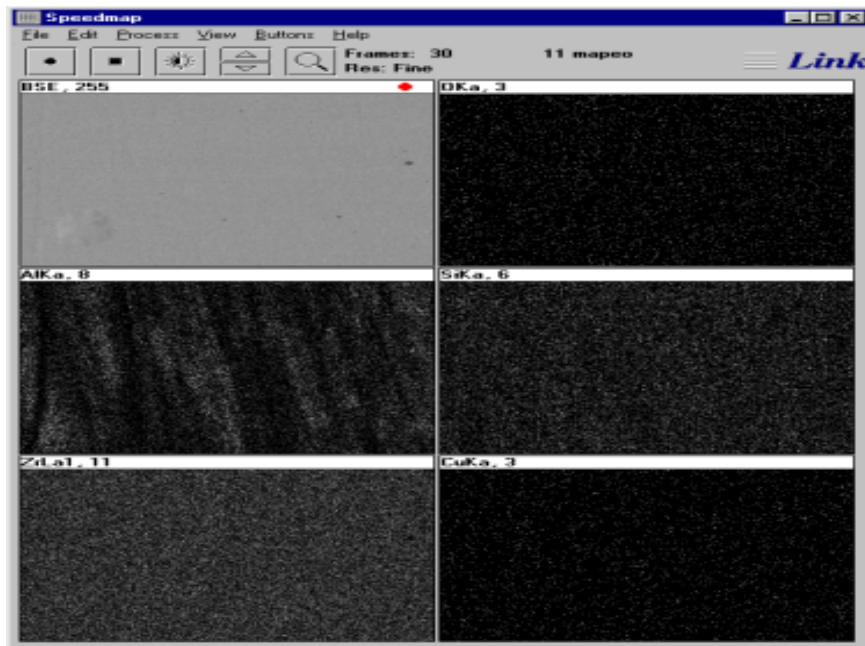 Speedmap
File Edit Process View Buttons Help
Frames: 30 11 mapeo
Res: Fine
Link
BSE, 255
OKa, 3
AlKa, 8
SiKa, 6
ZrLa1, 11
CuKa, 3